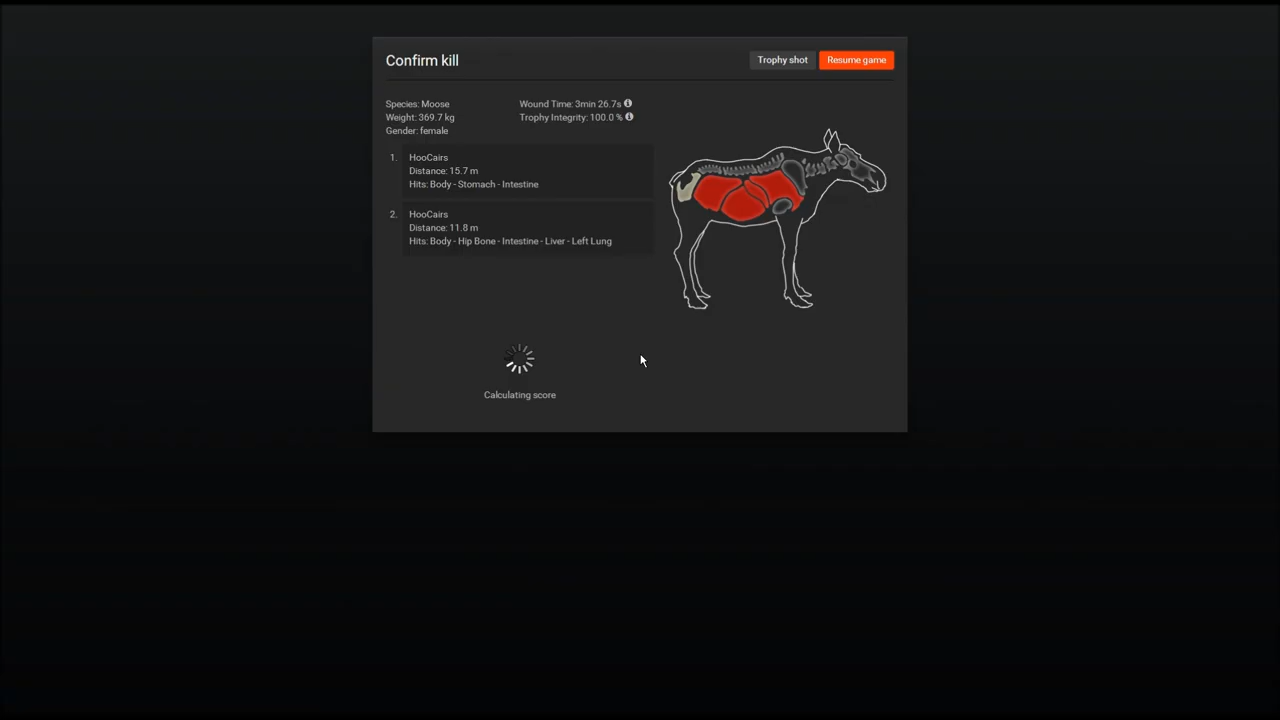 Confirm kill
Trophy shot
Resume game
Species: Moose
Weight: 369.7 kg
Gender: female
Wound Time: 3min 26.7s
Trophy Integrity: 100.0 %
1.
HooCairs
Distance: 15.7 m
Hits: Body - Stomach - Intestine
2.
HooCairs
Distance: 11.8 m
Hits: Body - Hip Bone - Intestine - Liver - Left Lung
Calculating score